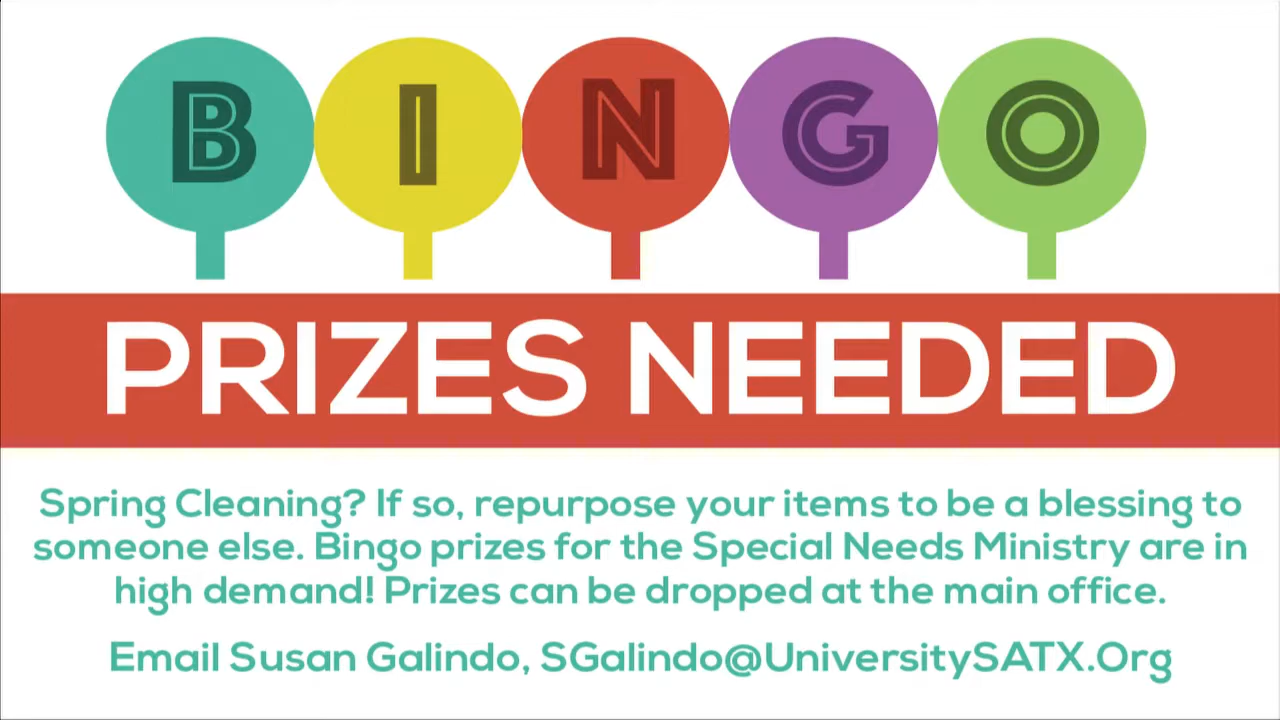 BINGO
PRIZES NEEDED
Spring Cleaning? If so, repurpose your items to be a blessing to
someone else. Bingo prizes for the Special Needs Ministry are in
high demand! Prizes can be dropped at the main office.
Email Susan Galindo, SGalindo@UniversitySATX.Org